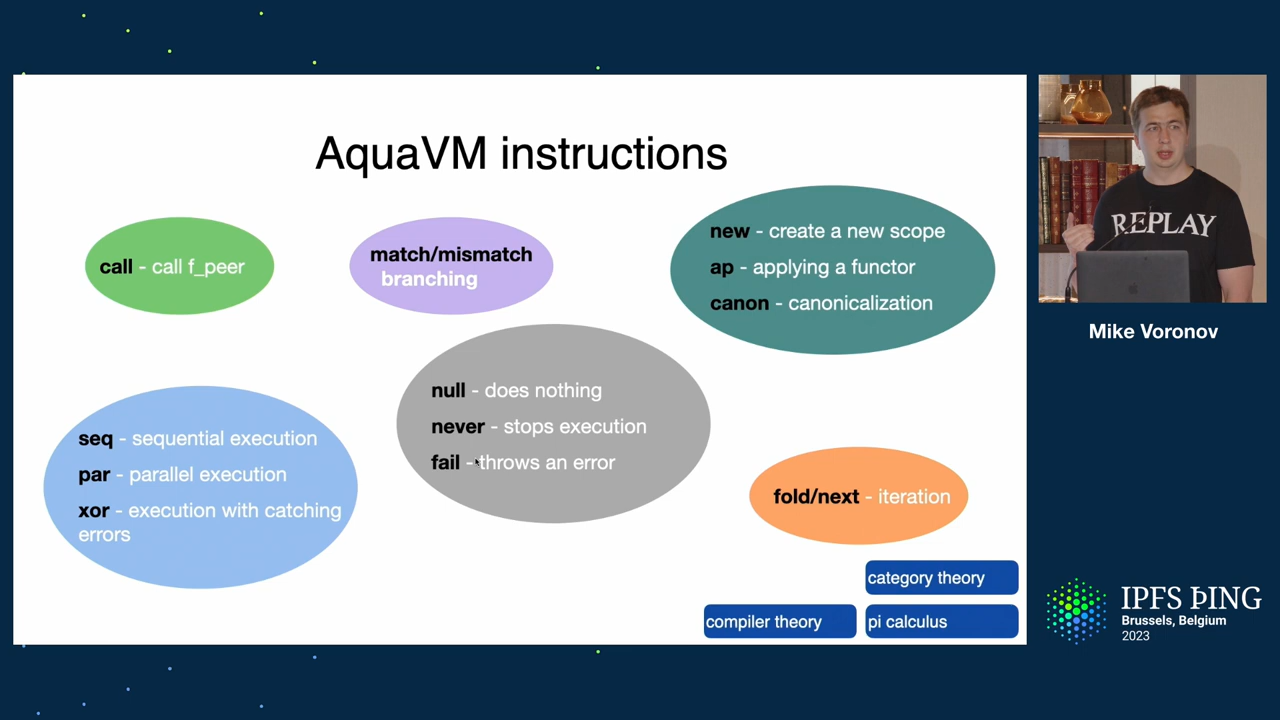 AquaVM instructions
call - call f_peer
match/mismatch
branching
new - create a new scope
ap - applying a functor
canon - canonicalization
seq - sequential execution
par - parallel execution
xor - execution with catching
errors
null - does nothing
never - stops execution
fail - throws an error
fold/next - iteration
category theory
compiler theory
pi calculus
REPLAY
Mike Voronov
IPFS ÞING
Brussels, Belgium
2023